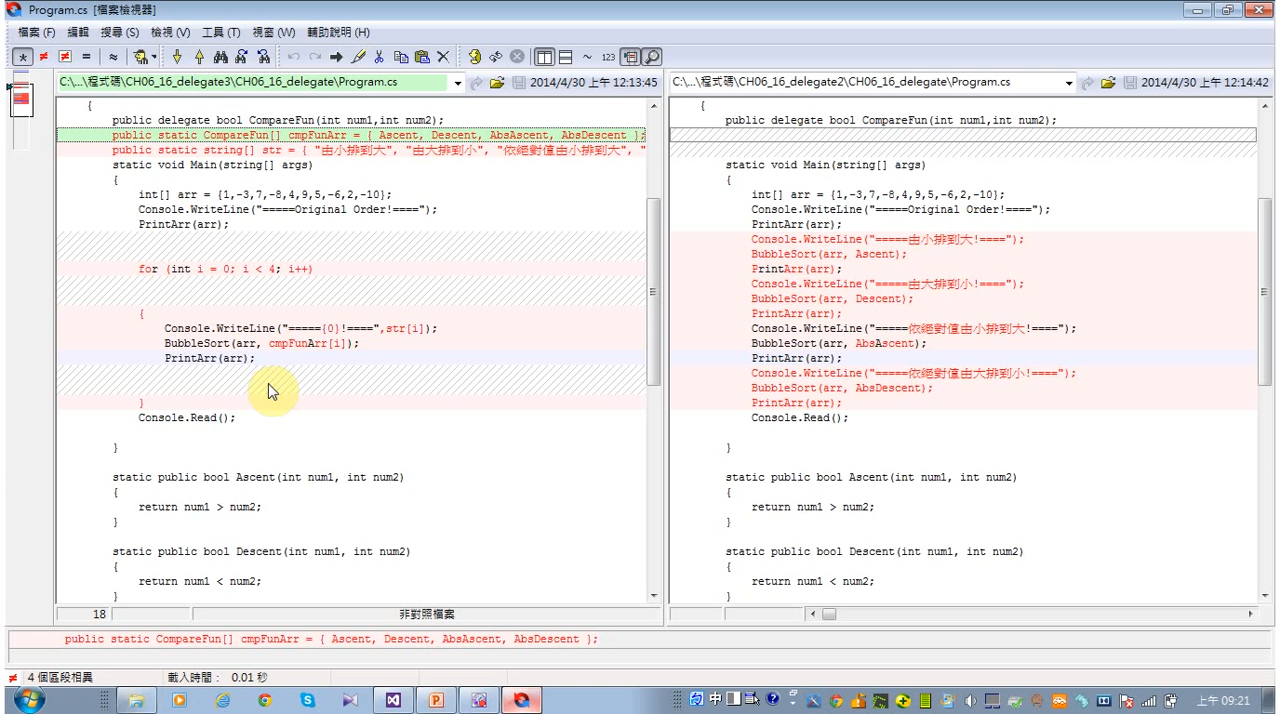 Program.cs [檔案檢視器]
檔案 (F) 編輯 搜尋 (S) 檢視 (V) 工具 (T) 視窗 (W) 輔助說明 (H)
123
C:\...\程式碼\CH06_16_delegate3\CH06_16_delegate\Program.cs
2014/4/30 上午 12:13:45
{
public delegate bool CompareFun(int num1,int num2);
public static CompareFun[] cmpFunArr = { Ascent, Descent, AbsAscent, AbsDescent };
public static string[] str = { "由小排到大", "由大排到小", "依絕對值由小排到大", "
static void Main(string[] args)
{
int[] arr = {1,-3,7,-8,4,9,5,-6,2,-10};
Console.WriteLine("=====Original Order!====");
PrintArr(arr);
for (int i = 0; i < 4; i++)
{
Console.WriteLine("====={0}!====",str[i]);
BubbleSort(arr, cmpFunArr[i]);
PrintArr(arr);
}
Console.Read();
}
static public bool Ascent(int num1, int num2)
{
return num1 > num2;
}
static public bool Descent(int num1, int num2)
{
return num1 < num2;
}
18
非對照檔案
C:\...\程式碼\CH06_16_delegate2\CH06_16_delegate\Program.cs
2014/4/30 上午 12:14:42
{
public delegate bool CompareFun(int num1,int num2);
static void Main(string[] args)
{
int[] arr = {1,-3,7,-8,4,9,5,-6,2,-10};
Console.WriteLine("=====Original Order!====");
PrintArr(arr);
Console.WriteLine("=====由小排到大!====");
BubbleSort(arr, Ascent);
PrintArr(arr);
Console.WriteLine("=====由大排到小!====");
BubbleSort(arr, Descent);
PrintArr(arr);
Console.WriteLine("=====依絕對值由小排到大!====");
BubbleSort(arr, AbsAscent);
PrintArr(arr);
Console.WriteLine("=====依絕對值由大排到小!====");
BubbleSort(arr, AbsDescent);
PrintArr(arr);
Console.Read();
}
static public bool Ascent(int num1, int num2)
{
return num1 > num2;
}
static public bool Descent(int num1, int num2)
{
return num1 < num2;
}
public static CompareFun[] cmpFunArr = { Ascent, Descent, AbsAscent, AbsDescent };
4 個區段相異 載入時間： 0.01 秒
中
上午 09:21